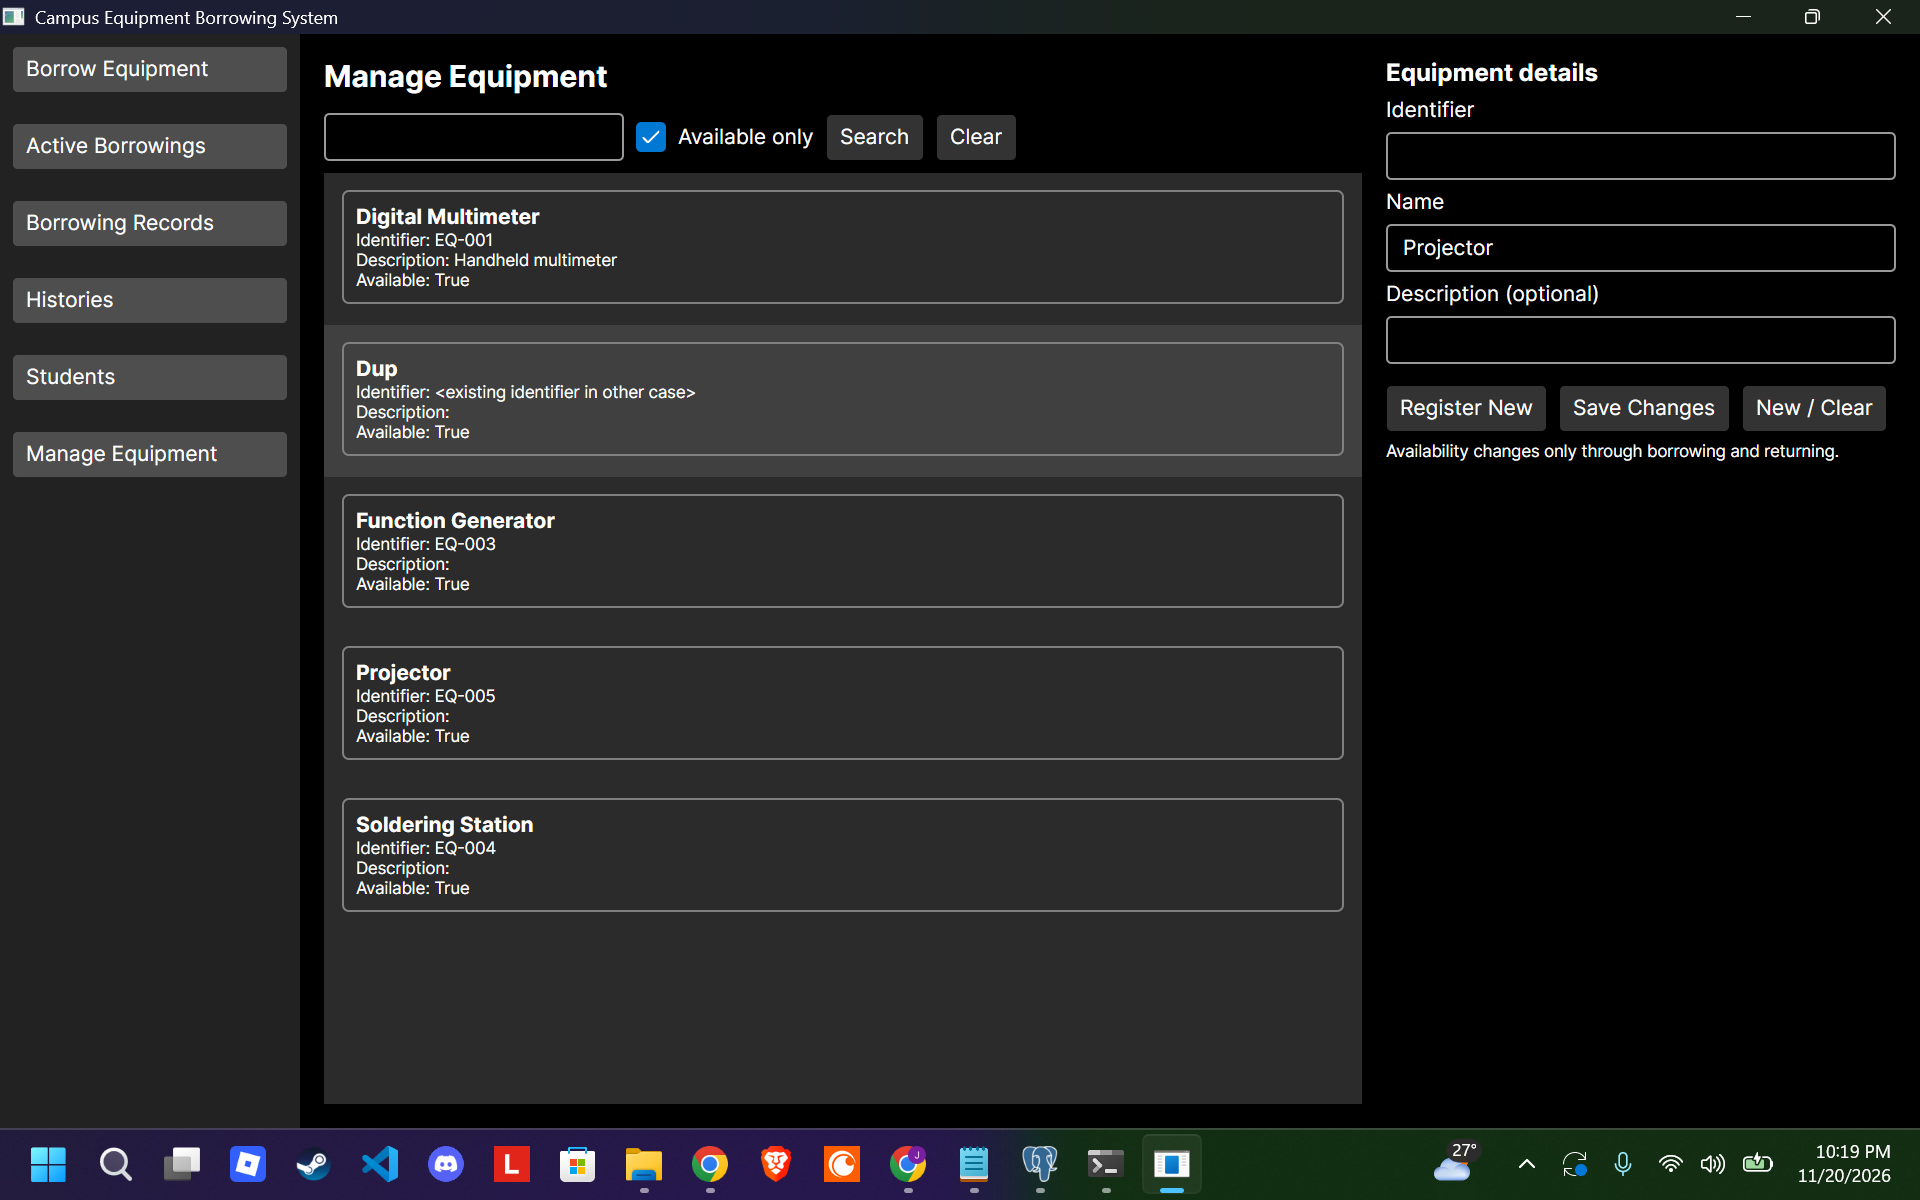 Campus Equipment Borrowing System
Borrow Equipment
Active Borrowings
Borrowing Records
Histories
Students
Manage Equipment
Manage Equipment
Available only
Search
Clear
Digital Multimeter
Identifier: EQ-001
Description: Handheld multimeter
Available: True
Dup
Identifier: <existing identifier in other case>
Description:
Available: True
Function Generator
Identifier: EQ-003
Description:
Available: True
Projector
Identifier: EQ-005
Description:
Available: True
Soldering Station
Identifier: EQ-004
Description:
Available: True
Equipment details
Identifier
Name
Projector
Description (optional)
Register New
Save Changes
New / Clear
Availability changes only through borrowing and returning.
L
J
27°
10:19 PM
11/20/2026